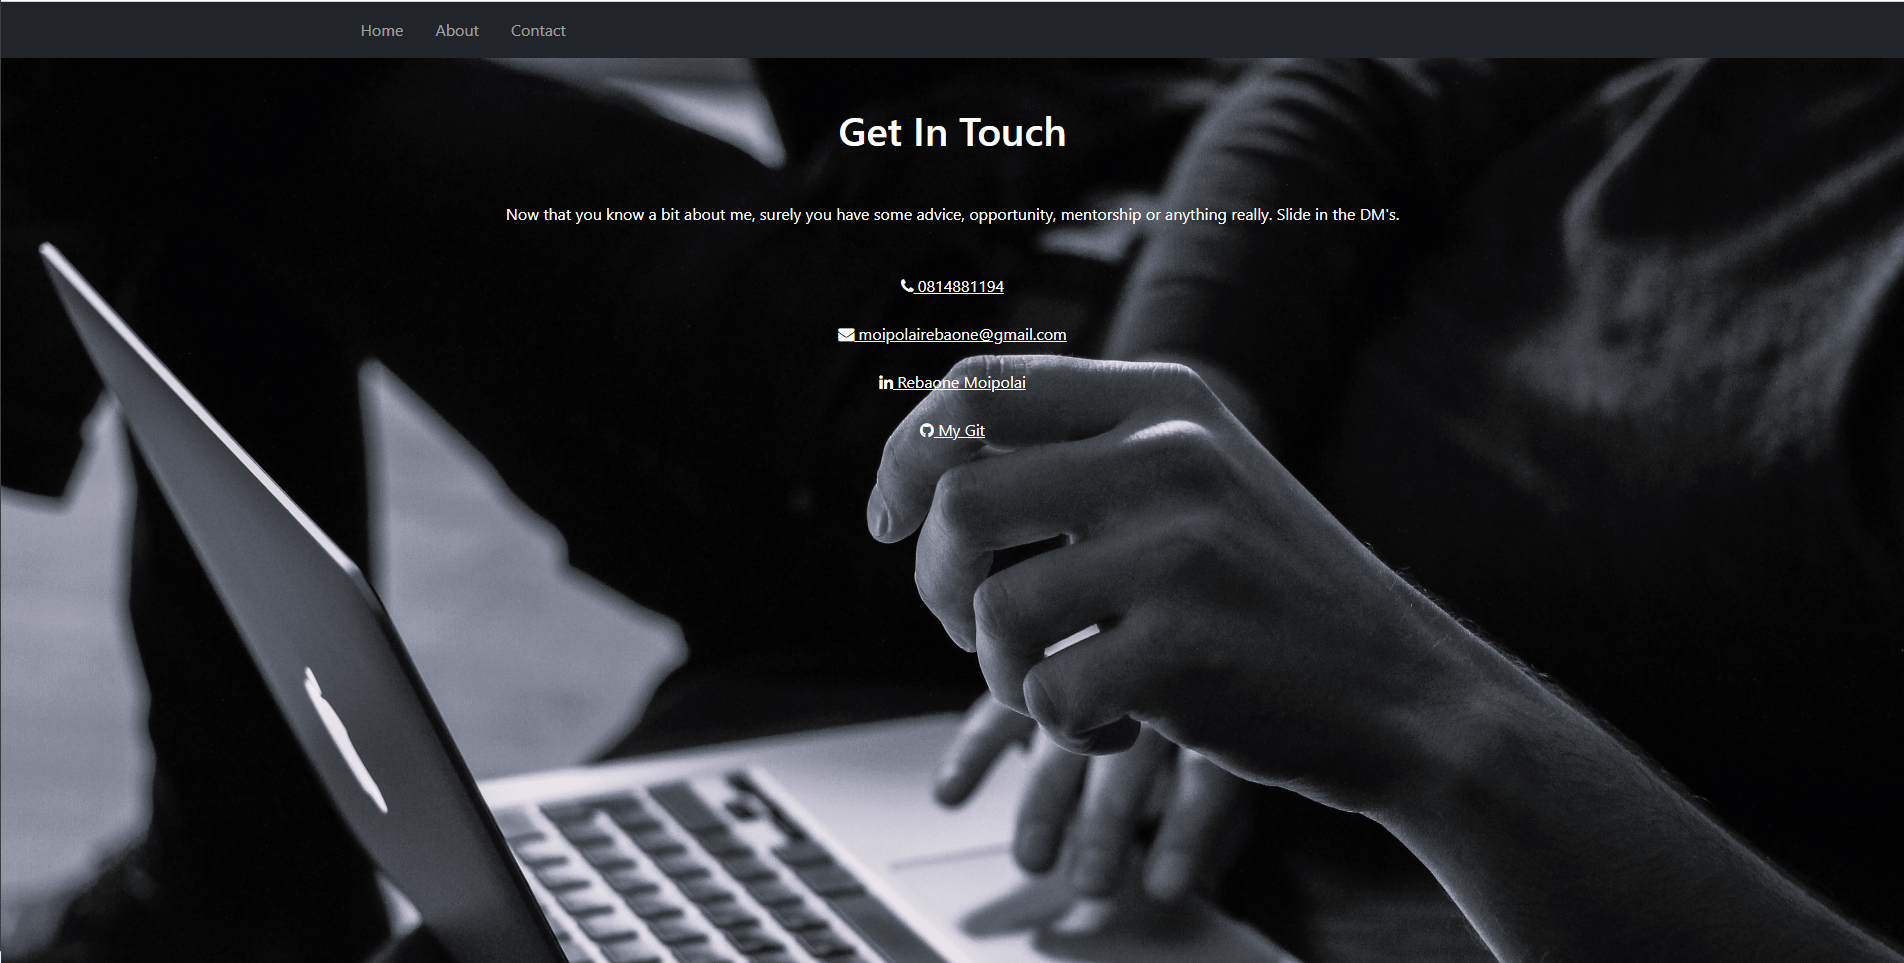 Home About Contact
Get In Touch
Now that you know a bit about me, surely you have some advice, opportunity, mentorship or anything really. Slide in the DM's.
0814881194
moipolairebaone@gmail.com
Rebaone Moipolai
My Git